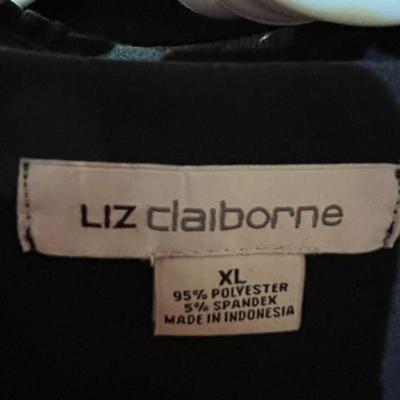 LIZ claiborne
XL
95% POLYESTER
5% SPANDEX
MADE IN INDONESIA